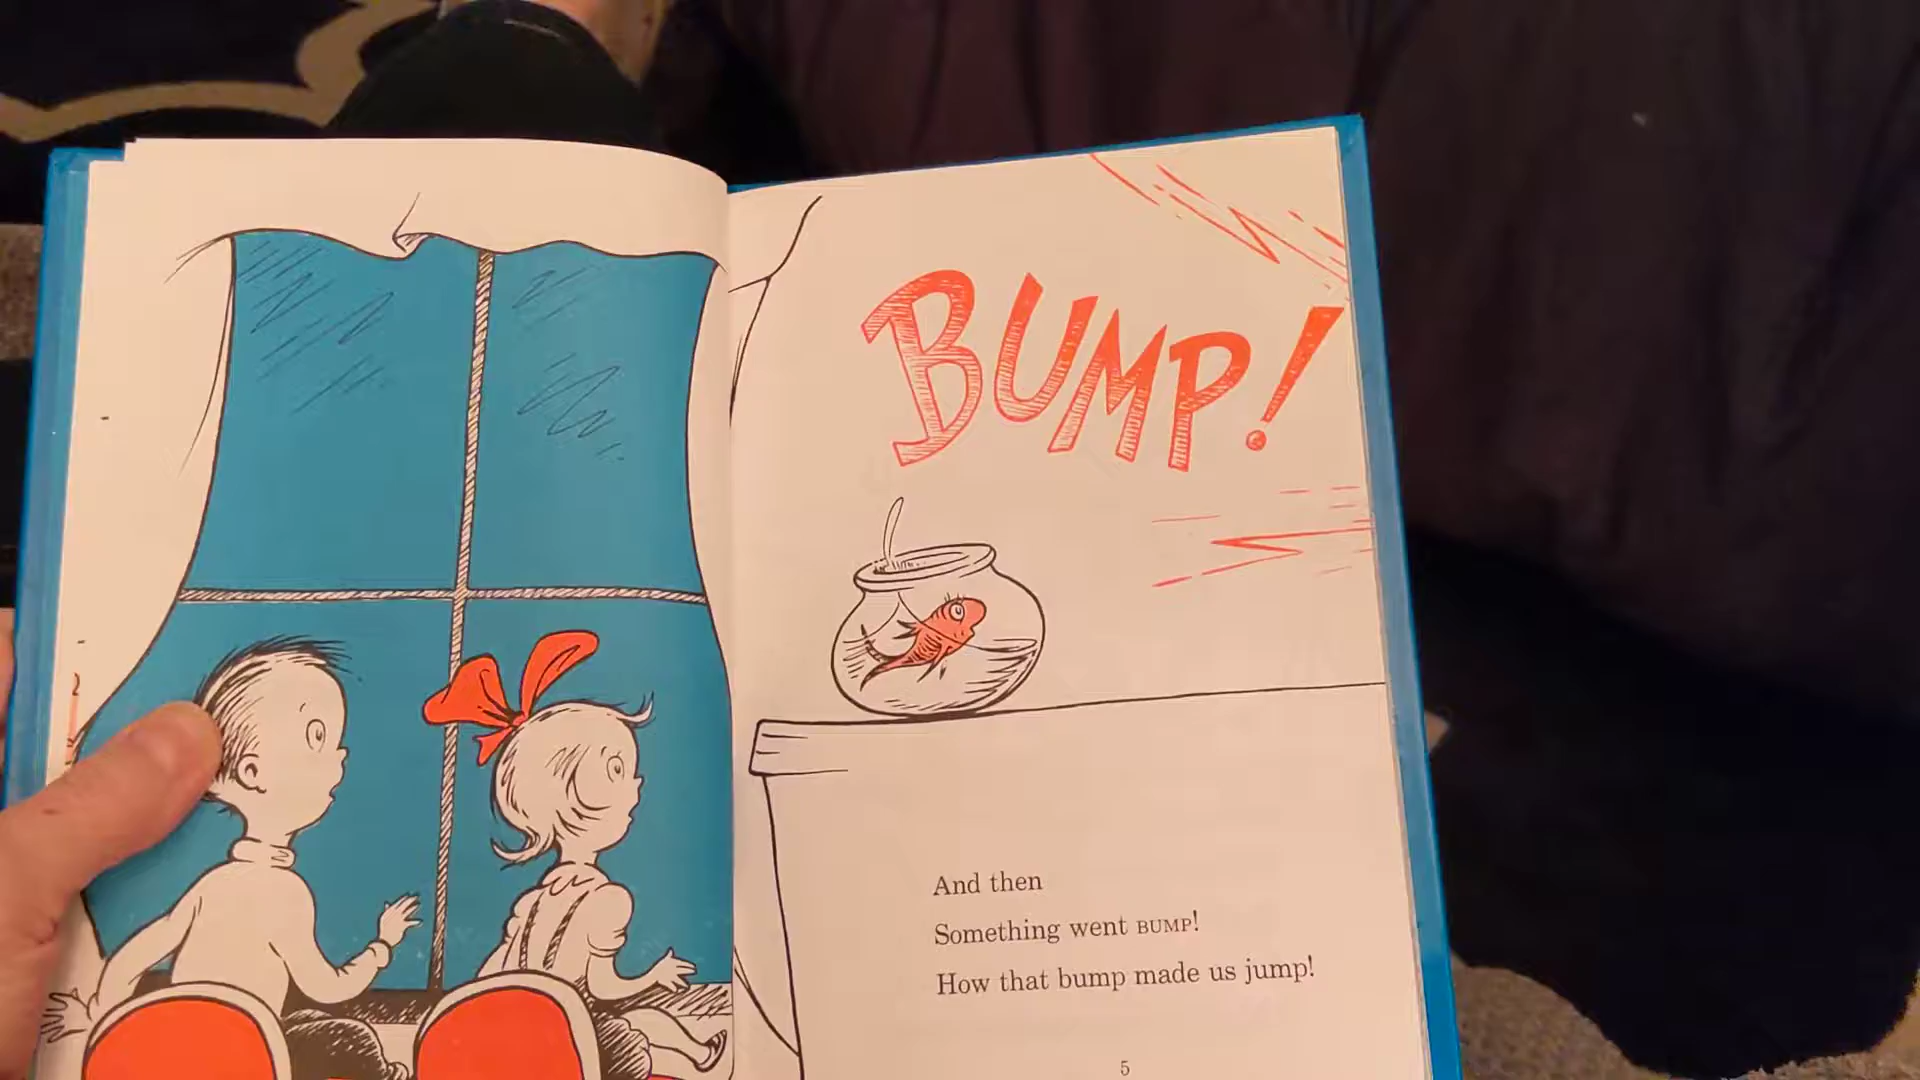 BUMP!
And then
Something went BUMP!
How that bump made us jump!
5